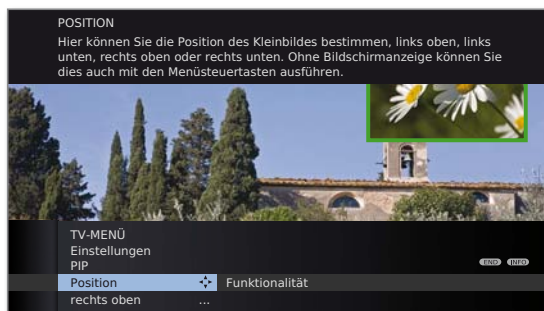 POSITION
Hier können Sie die Position des Kleinbildes bestimmen, links oben, links
unten, rechts oben oder rechts unten. Ohne Bildschirmanzeige können Sie
dies auch mit den Menüsteuertasten ausführen.
TV-MENÜ
Einstellungen
PIP
END INFO
Position Funktionalität
rechts oben ...